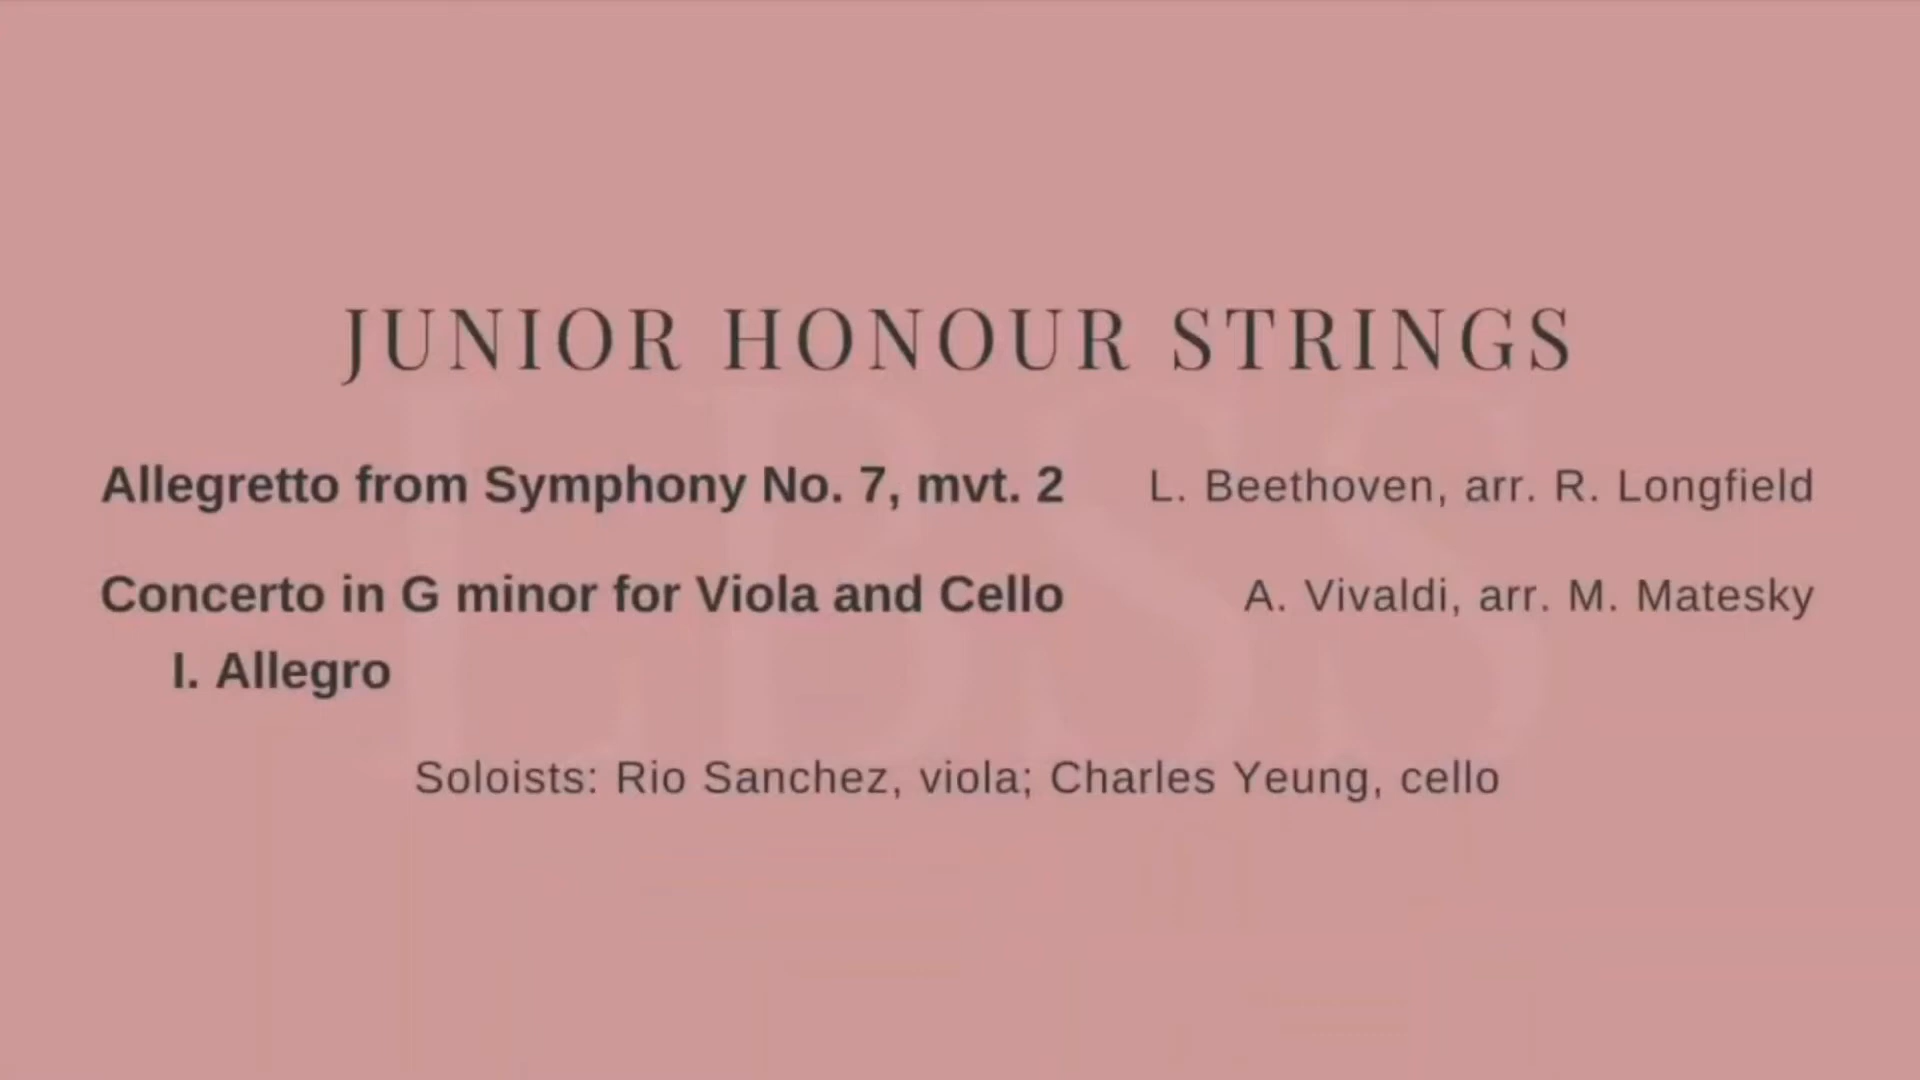 JUNIOR HONOUR STRINGS
Allegretto from Symphony No. 7, mvt. 2 L. Beethoven, arr. R. Longfield
Concerto in G minor for Viola and Cello A. Vivaldi, arr. M. Matesky
I. Allegro
Soloists: Rio Sanchez, viola; Charles Yeung, cello